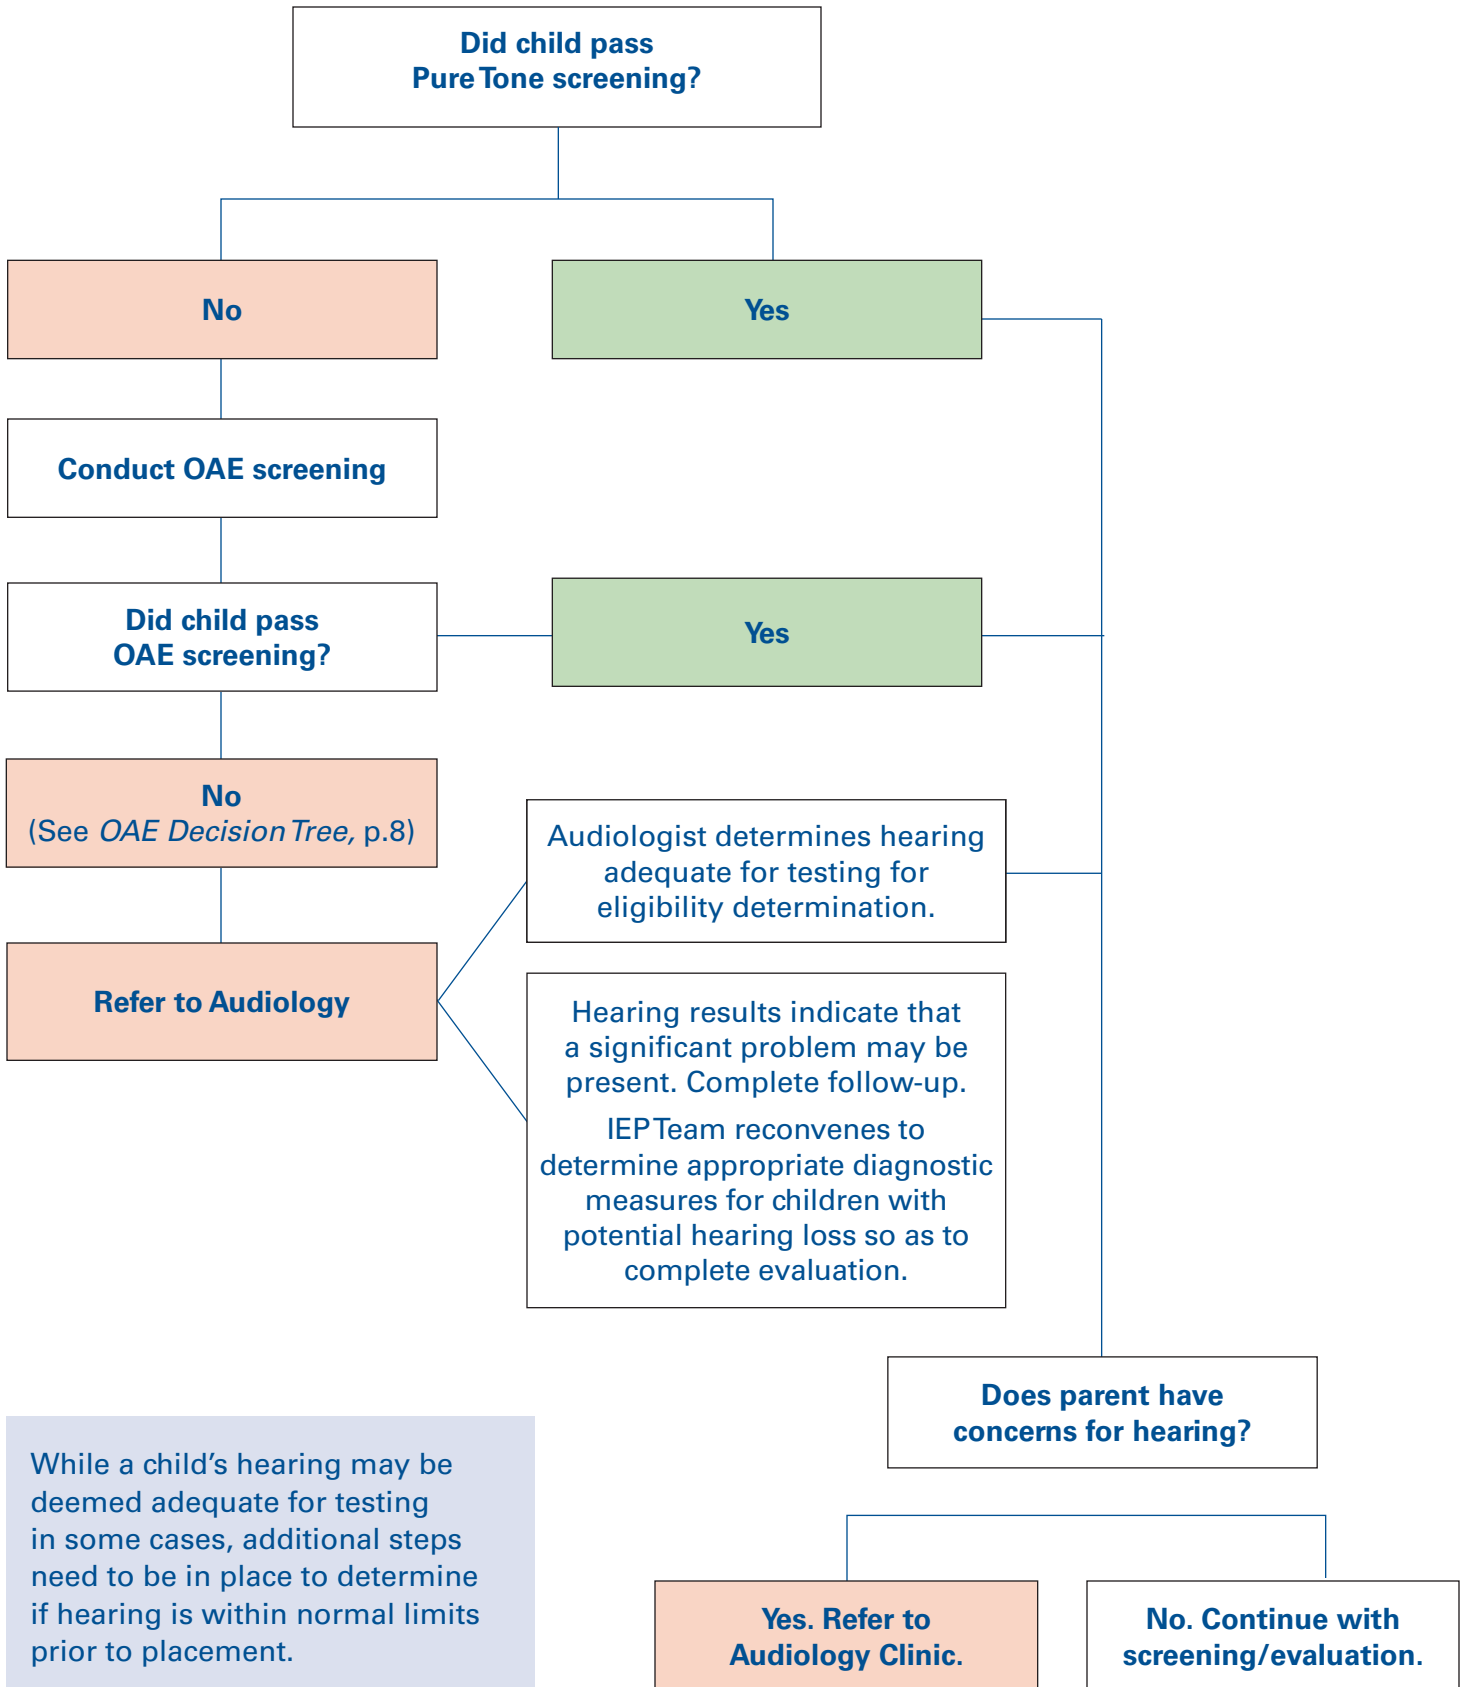 Did child pass
Pure Tone screening?
No
Yes
Conduct OAE screening
Did child pass
OAE screening?
Yes
No
(See OAE Decision Tree, p.8)
Refer to Audiology
Audiologist determines hearing
adequate for testing for
eligibility determination.
Hearing results indicate that
a significant problem may be
present. Complete follow-up.
IEP Team reconvenes to
determine appropriate diagnostic
measures for children with
potential hearing loss so as to
complete evaluation.
Does parent have
concerns for hearing?
Yes. Refer to
Audiology Clinic.
No. Continue with
screening/evaluation.
While a child’s hearing may be
deemed adequate for testing
in some cases, additional steps
need to be in place to determine
if hearing is within normal limits
prior to placement.